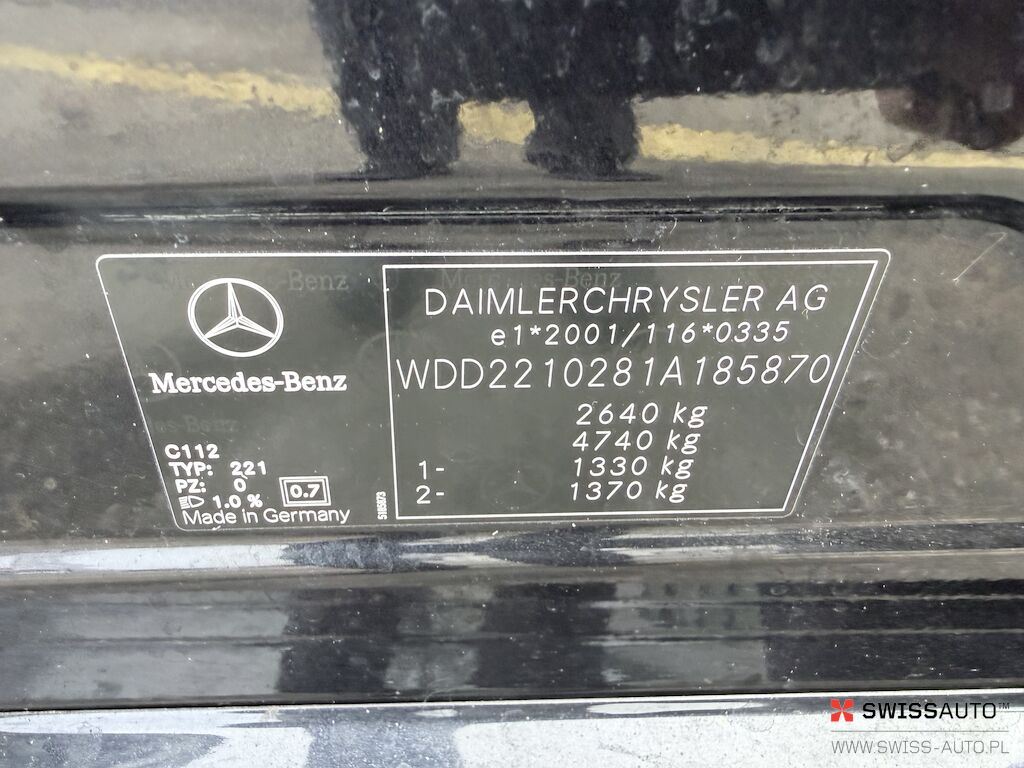 Mercedes-Benz
C112
TYP: 221
PZ: 0
1.0 %
0.7
Made in Germany
DAIMLERCHRYSLER AG
e1*2001/116*0335
WDD2210281A185870
2640 kg
4740 kg
1- 1330 kg
2- 1370 kg
SWISSAUTO™
WWW.SWISS-AUTO.PL